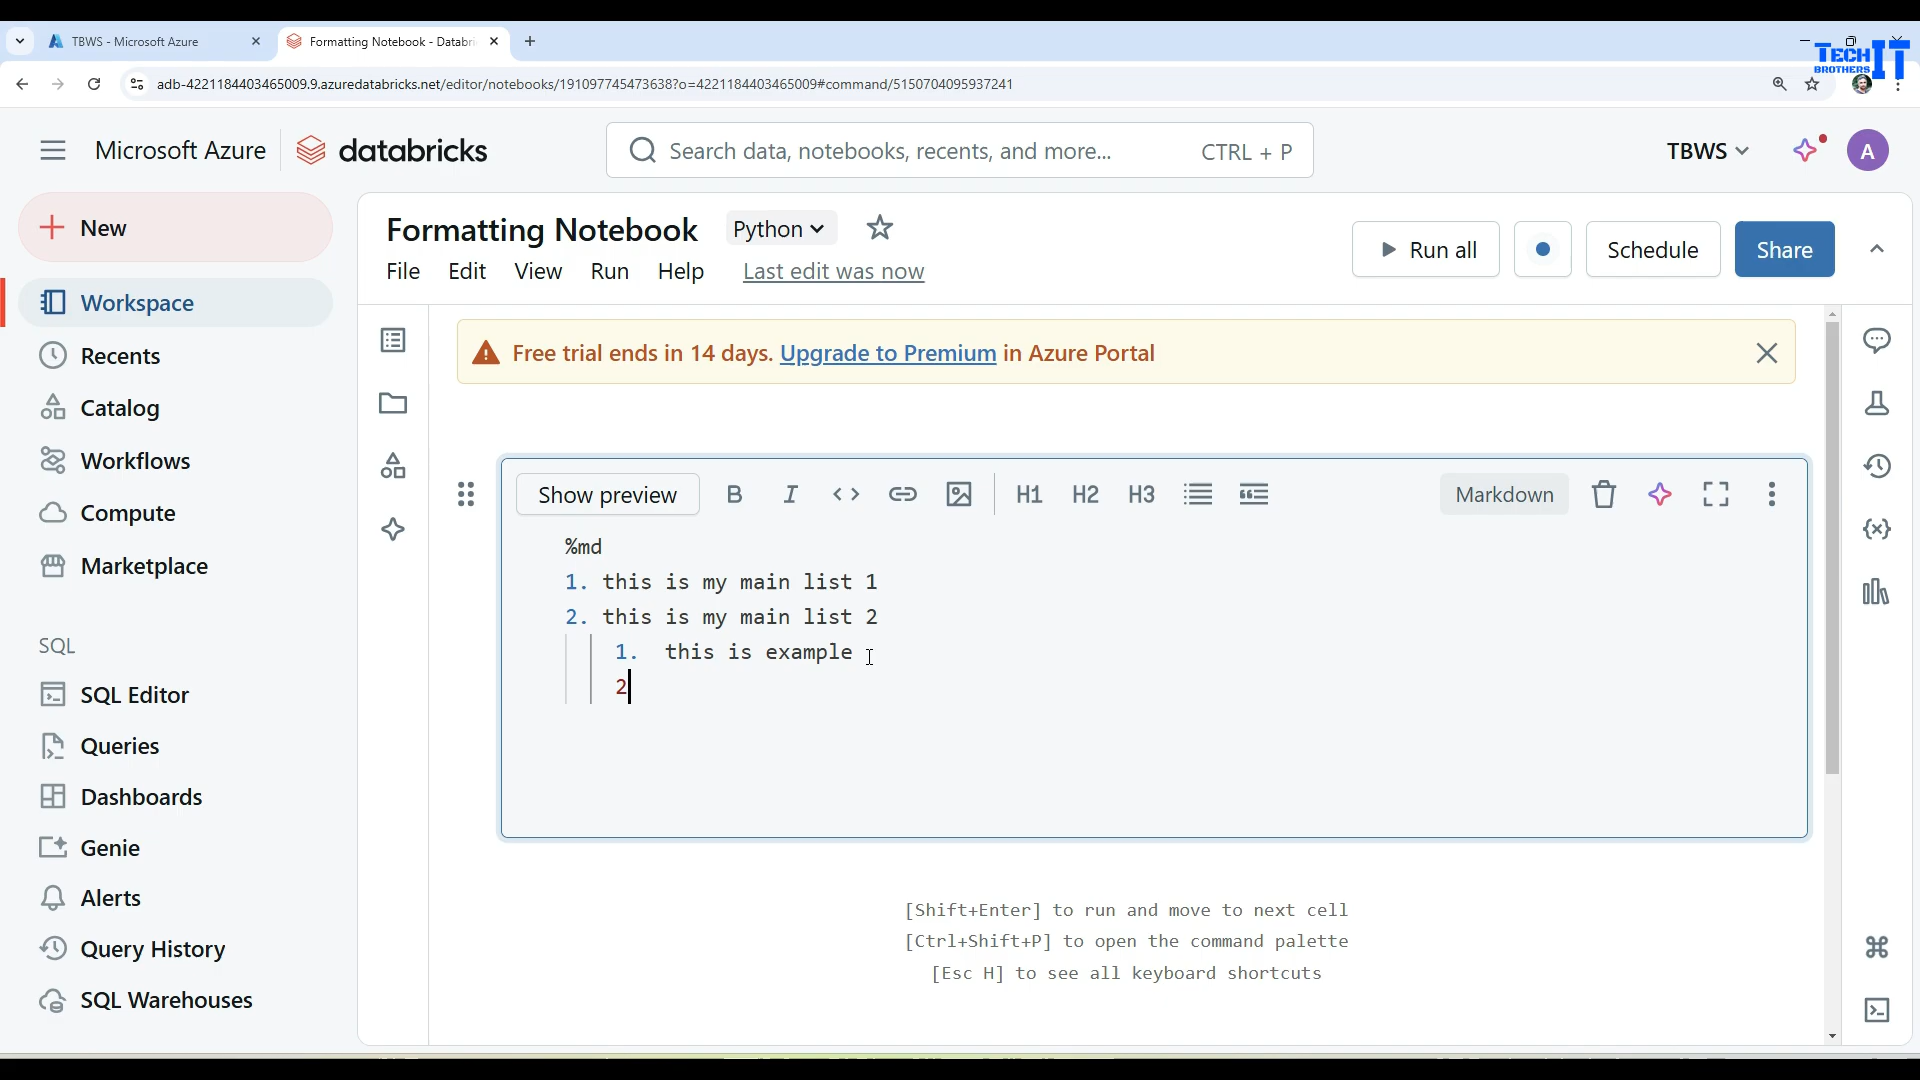 TBWS - Microsoft Azure
Formatting Notebook - Databri
TECH IT
BROTHERS
adb-4221184403465009.9.azuredatabricks.net/editor/notebooks/191097745473638?o=4221184403465009#command/5150704095937241
Microsoft Azure
databricks
Search data, notebooks, recents, and more...
CTRL + P
TBWS
A
New
Workspace
Recents
Catalog
Workflows
Compute
Marketplace
SQL
SQL Editor
Queries
Dashboards
Genie
Alerts
Query History
SQL Warehouses
Formatting Notebook
Python
File Edit View Run Help Last edit was now
Run all
Schedule
Share
Free trial ends in 14 days. Upgrade to Premium in Azure Portal
Show preview
B I <> H1 H2 H3
Markdown
%md
1. this is my main list 1
2. this is my main list 2
1. this is example
2
[Shift+Enter] to run and move to next cell
[Ctrl+Shift+P] to open the command palette
[Esc H] to see all keyboard shortcuts